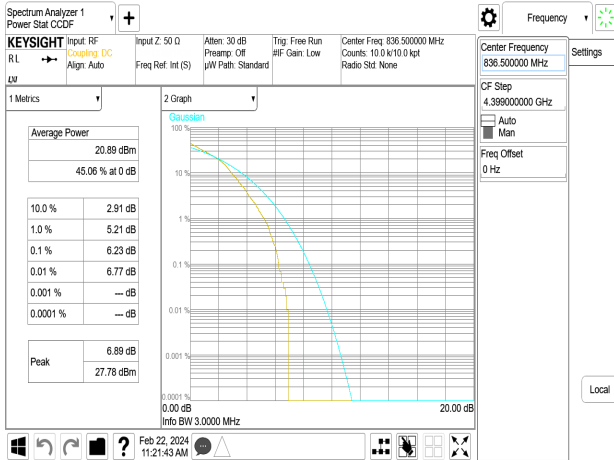 Spectrum Analyzer 1
Power Stat CCDF
+
Frequency
KEYSIGHT
RL
LXI
Input: RF
Coupling: DC
Align: Auto
Input Z: 50 Ω
Freq Ref: Int (S)
Atten: 30 dB
Preamp: Off
µW Path: Standard
Trig: Free Run
#IF Gain: Low
Center Freq: 836.500000 MHz
Counts: 10.0 k/10.0 kpt
Radio Std: None
Center Frequency
836.500000 MHz
Settings
CF Step
4.399000000 GHz
Auto
Man
Freq Offset
0 Hz
Local
1 Metrics
Average Power
20.89 dBm
45.06 % at 0 dB
10.0 % 2.91 dB
1.0 % 5.21 dB
0.1 % 6.23 dB
0.01 % 6.77 dB
0.001 % --- dB
0.0001 % --- dB
Peak
6.89 dB
27.78 dBm
2 Graph
Gaussian
100 %
10 %
1 %
0.1 %
0.01 %
0.001 %
0.0001 %
0.00 dB 20.00 dB
Info BW 3.0000 MHz
?
Feb 22, 2024
11:21:43 AM